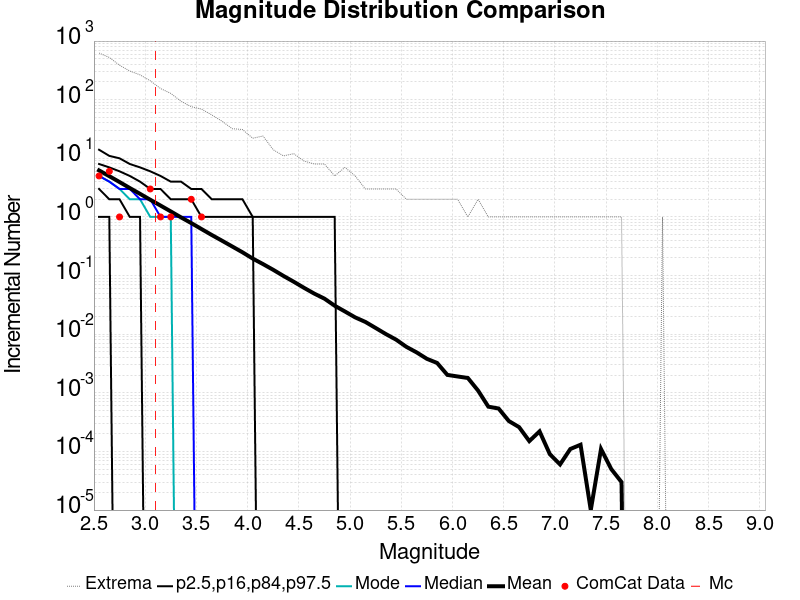 Magnitude Distribution Comparison
10^3
10^2
10^1
10^0
10^-1
10^-2
10^-3
10^-4
10^-5
Incremental Number
2.5 3.0 3.5 4.0 4.5 5.0 5.5 6.0 6.5 7.0 7.5 8.0 8.5 9.0
Magnitude
Extrema p2.5,p16,p84,p97.5 Mode Median Mean ComCat Data Mc